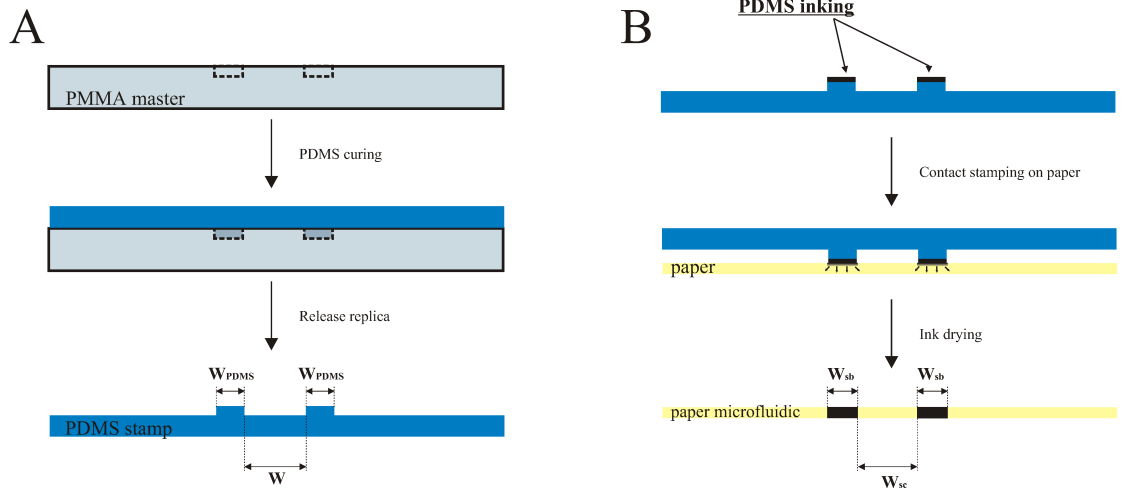 A
PMMA master
PDMS curing
Release replica
WPDMS WPDMS
PDMS stamp
W
B
PDMS inking
Contact stamping on paper
paper
Ink drying
Wsb Wsb
paper microfluidic
Wsc